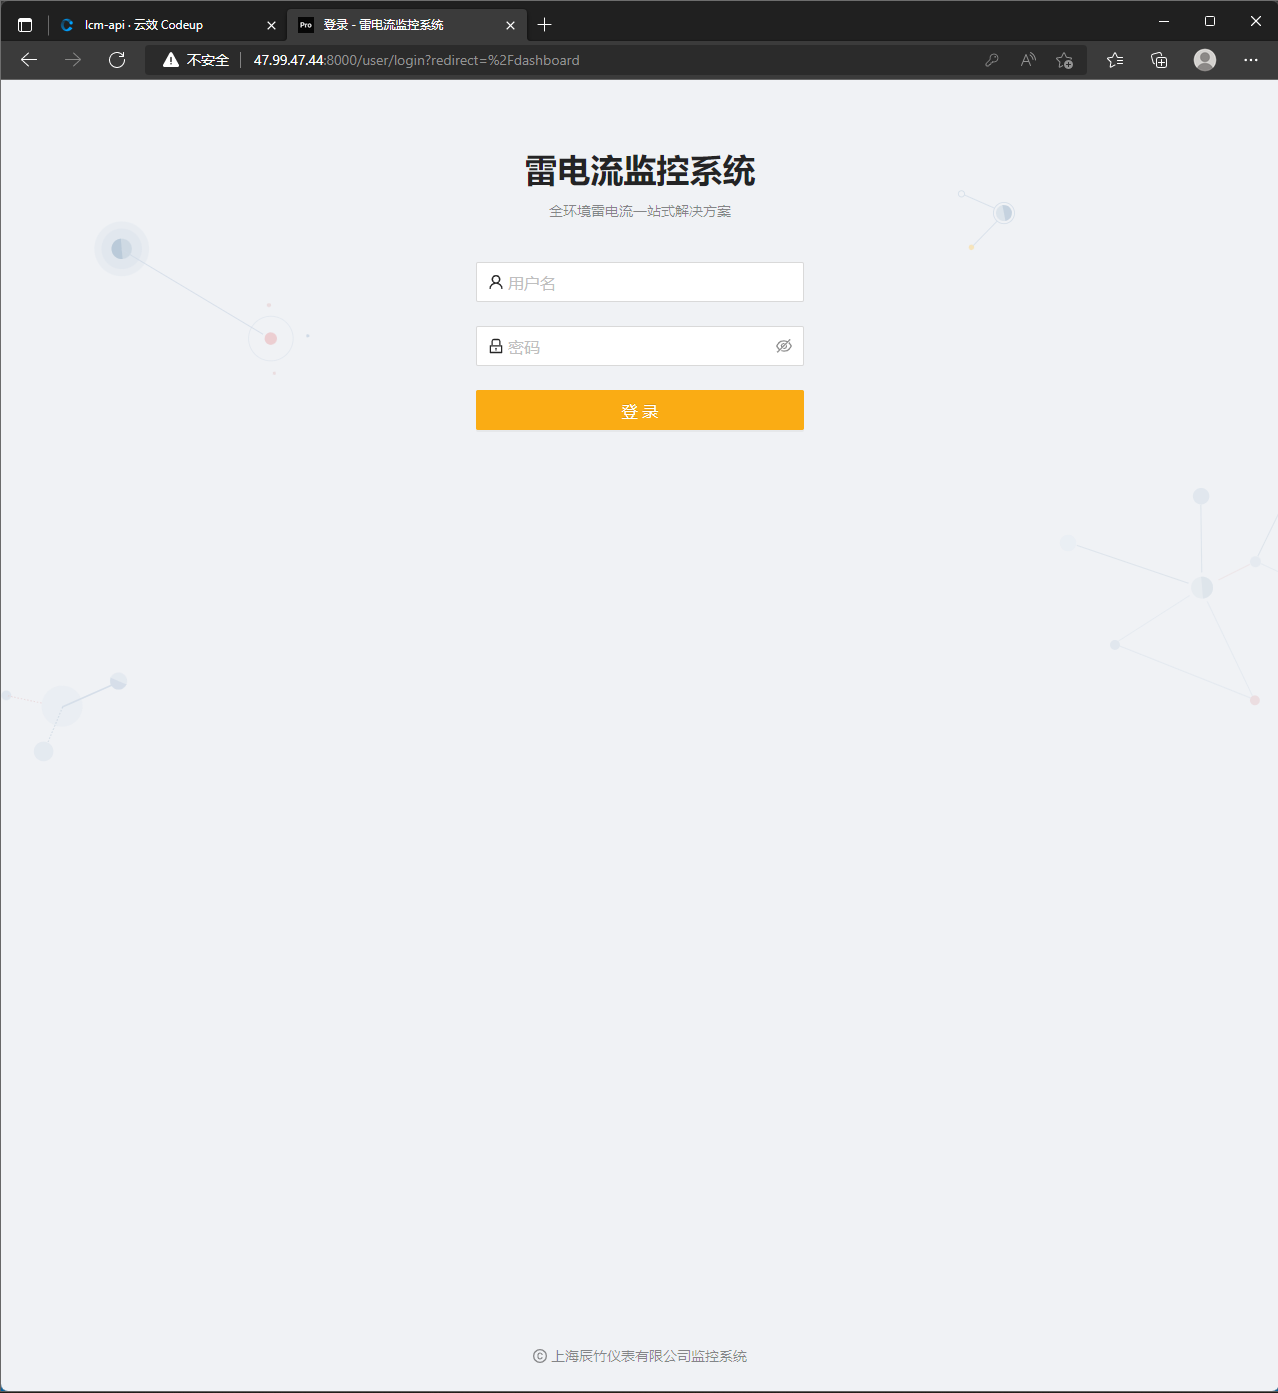 lcm-api · 云效 Codeup
Pro 登录 - 雷电流监控系统
不安全 47.99.47.44:8000/user/login?redirect=%2Fdashboard
雷电流监控系统
全环境雷电流一站式解决方案
用户名
密码
登 录
© 上海辰竹仪表有限公司监控系统